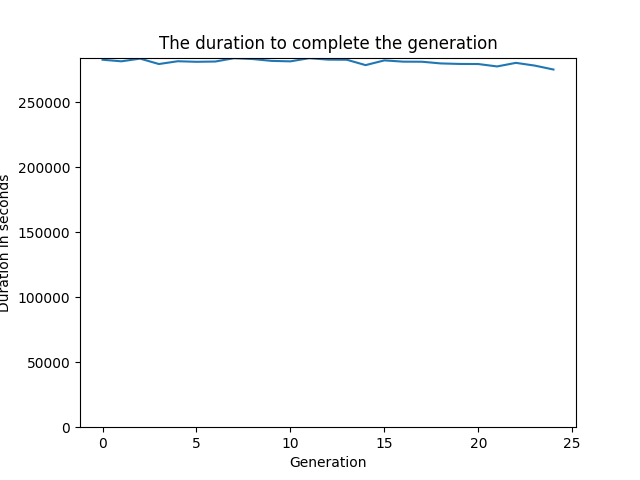 The duration to complete the generation
250000
200000
150000
100000
50000
0
Duration in seconds
0 5 10 15 20 25
Generation